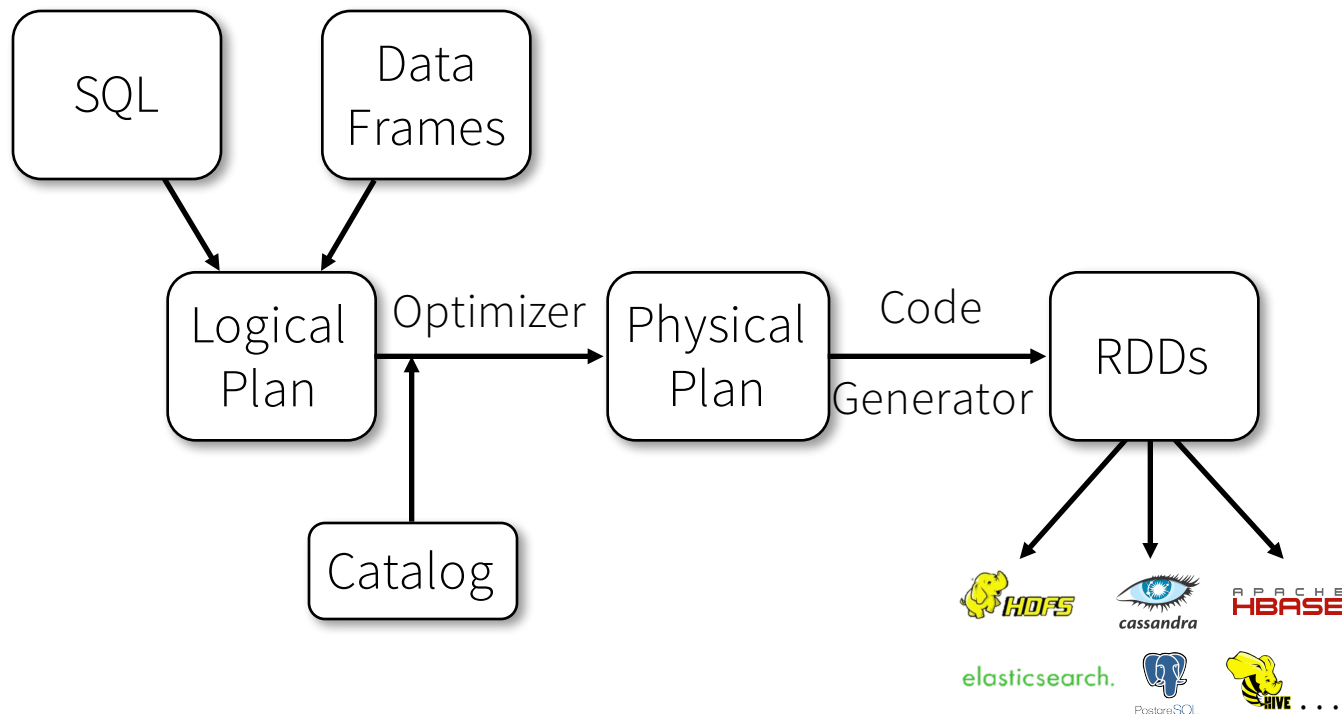 SQL
Data
Frames
Logical
Plan
Optimizer
Physical
Plan
Code
Generator
RDDs
Catalog
HDFS
cassandra
APACHE
HBASE
elasticsearch.
PostgreSQL
HIVE
...